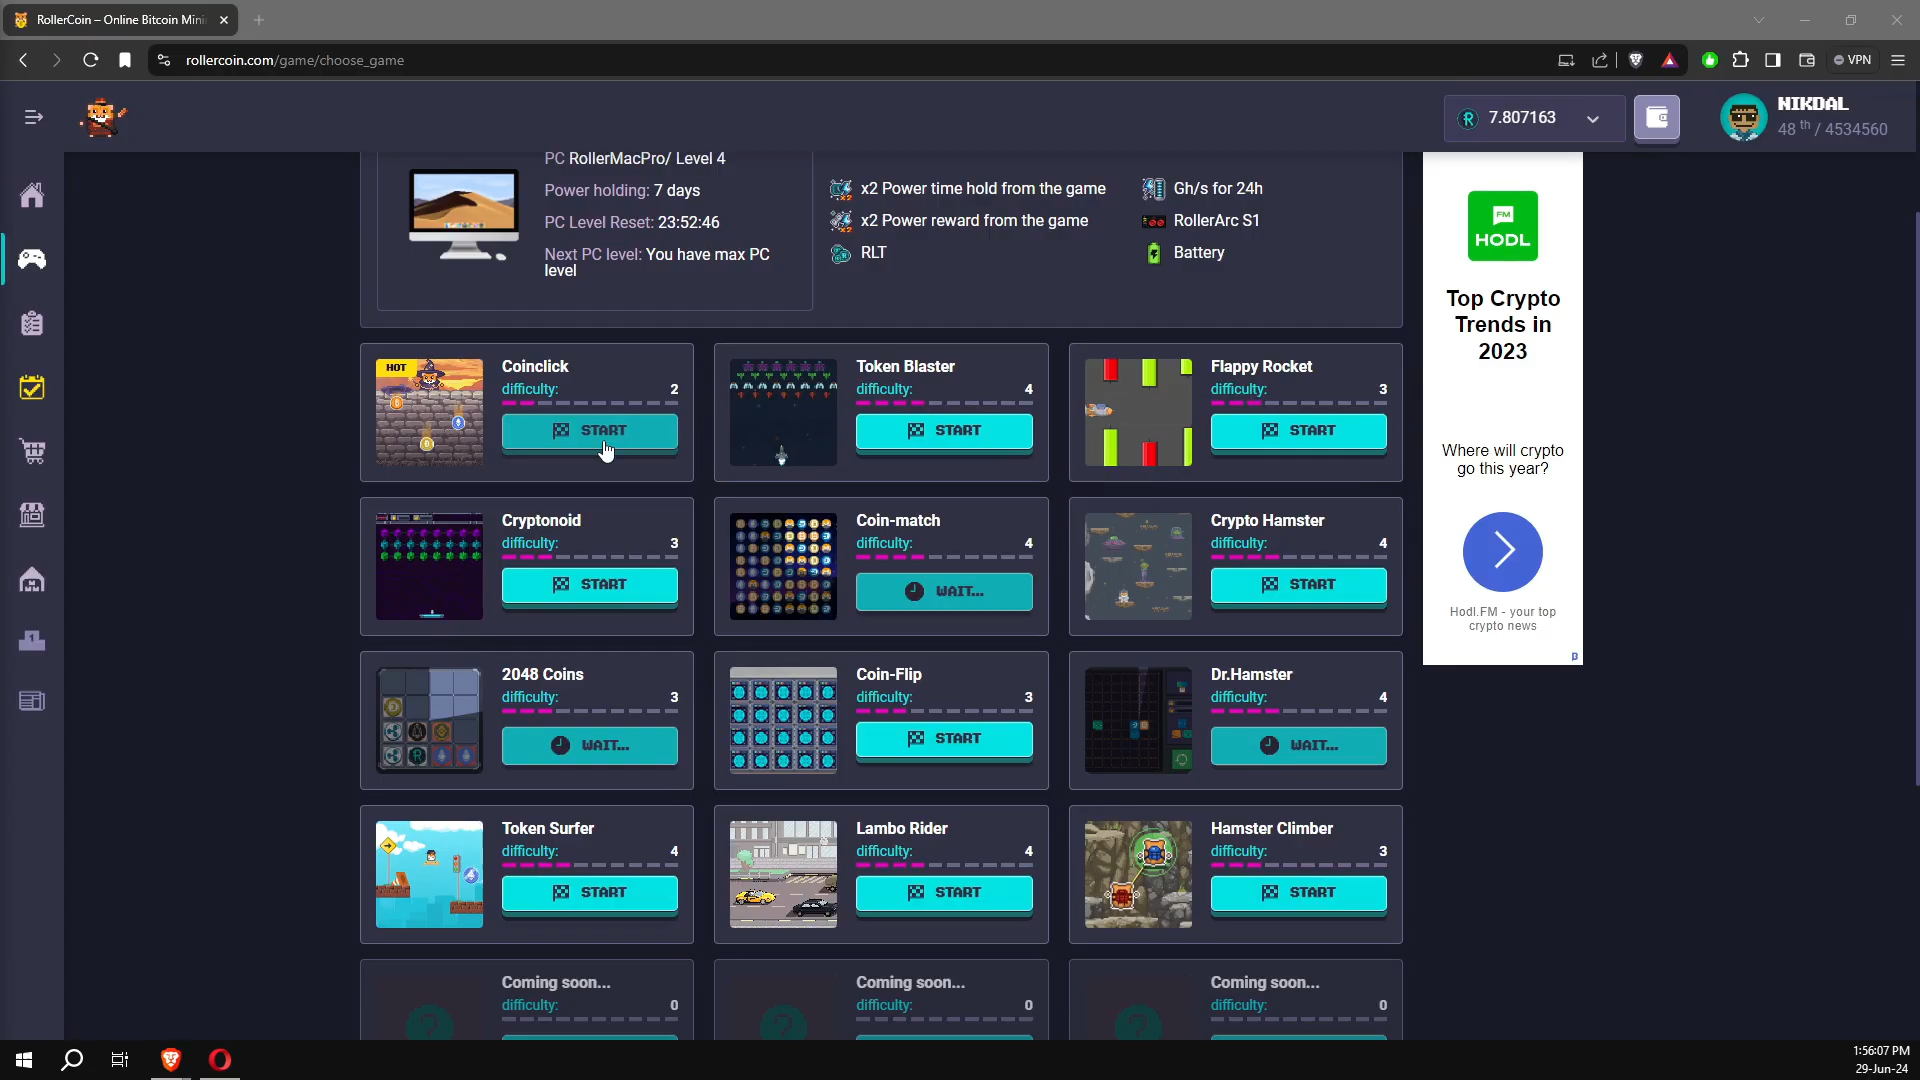 RollerCoin – Online Bitcoin Mini
rollercoin.com/game/choose_game
VPN
7.807163
NIKDAL
48 th / 4534560
PC RollerMacPro/ Level 4
Power holding: 7 days
PC Level Reset: 23:52:46
Next PC level: You have max PC
level
x2 Power time hold from the game
x2 Power reward from the game
RLT
Gh/s for 24h
RollerArc S1
Battery
HOT
Coinclick
difficulty: 2
START
Token Blaster
difficulty: 4
START
Flappy Rocket
difficulty: 3
START
Cryptonoid
difficulty: 3
START
Coin-match
difficulty: 4
WAIT...
Crypto Hamster
difficulty: 4
START
2048 Coins
difficulty: 3
WAIT...
Coin-Flip
difficulty: 3
START
Dr.Hamster
difficulty: 4
WAIT...
Token Surfer
difficulty: 4
START
Lambo Rider
difficulty: 4
START
Hamster Climber
difficulty: 3
START
Coming soon...
difficulty: 0
Coming soon...
difficulty: 0
Coming soon...
difficulty: 0
FM
HODL
Top Crypto
Trends in
2023
Where will crypto
go this year?
Hodl.FM - your top
crypto news
1:56:07 PM
29-Jun-24